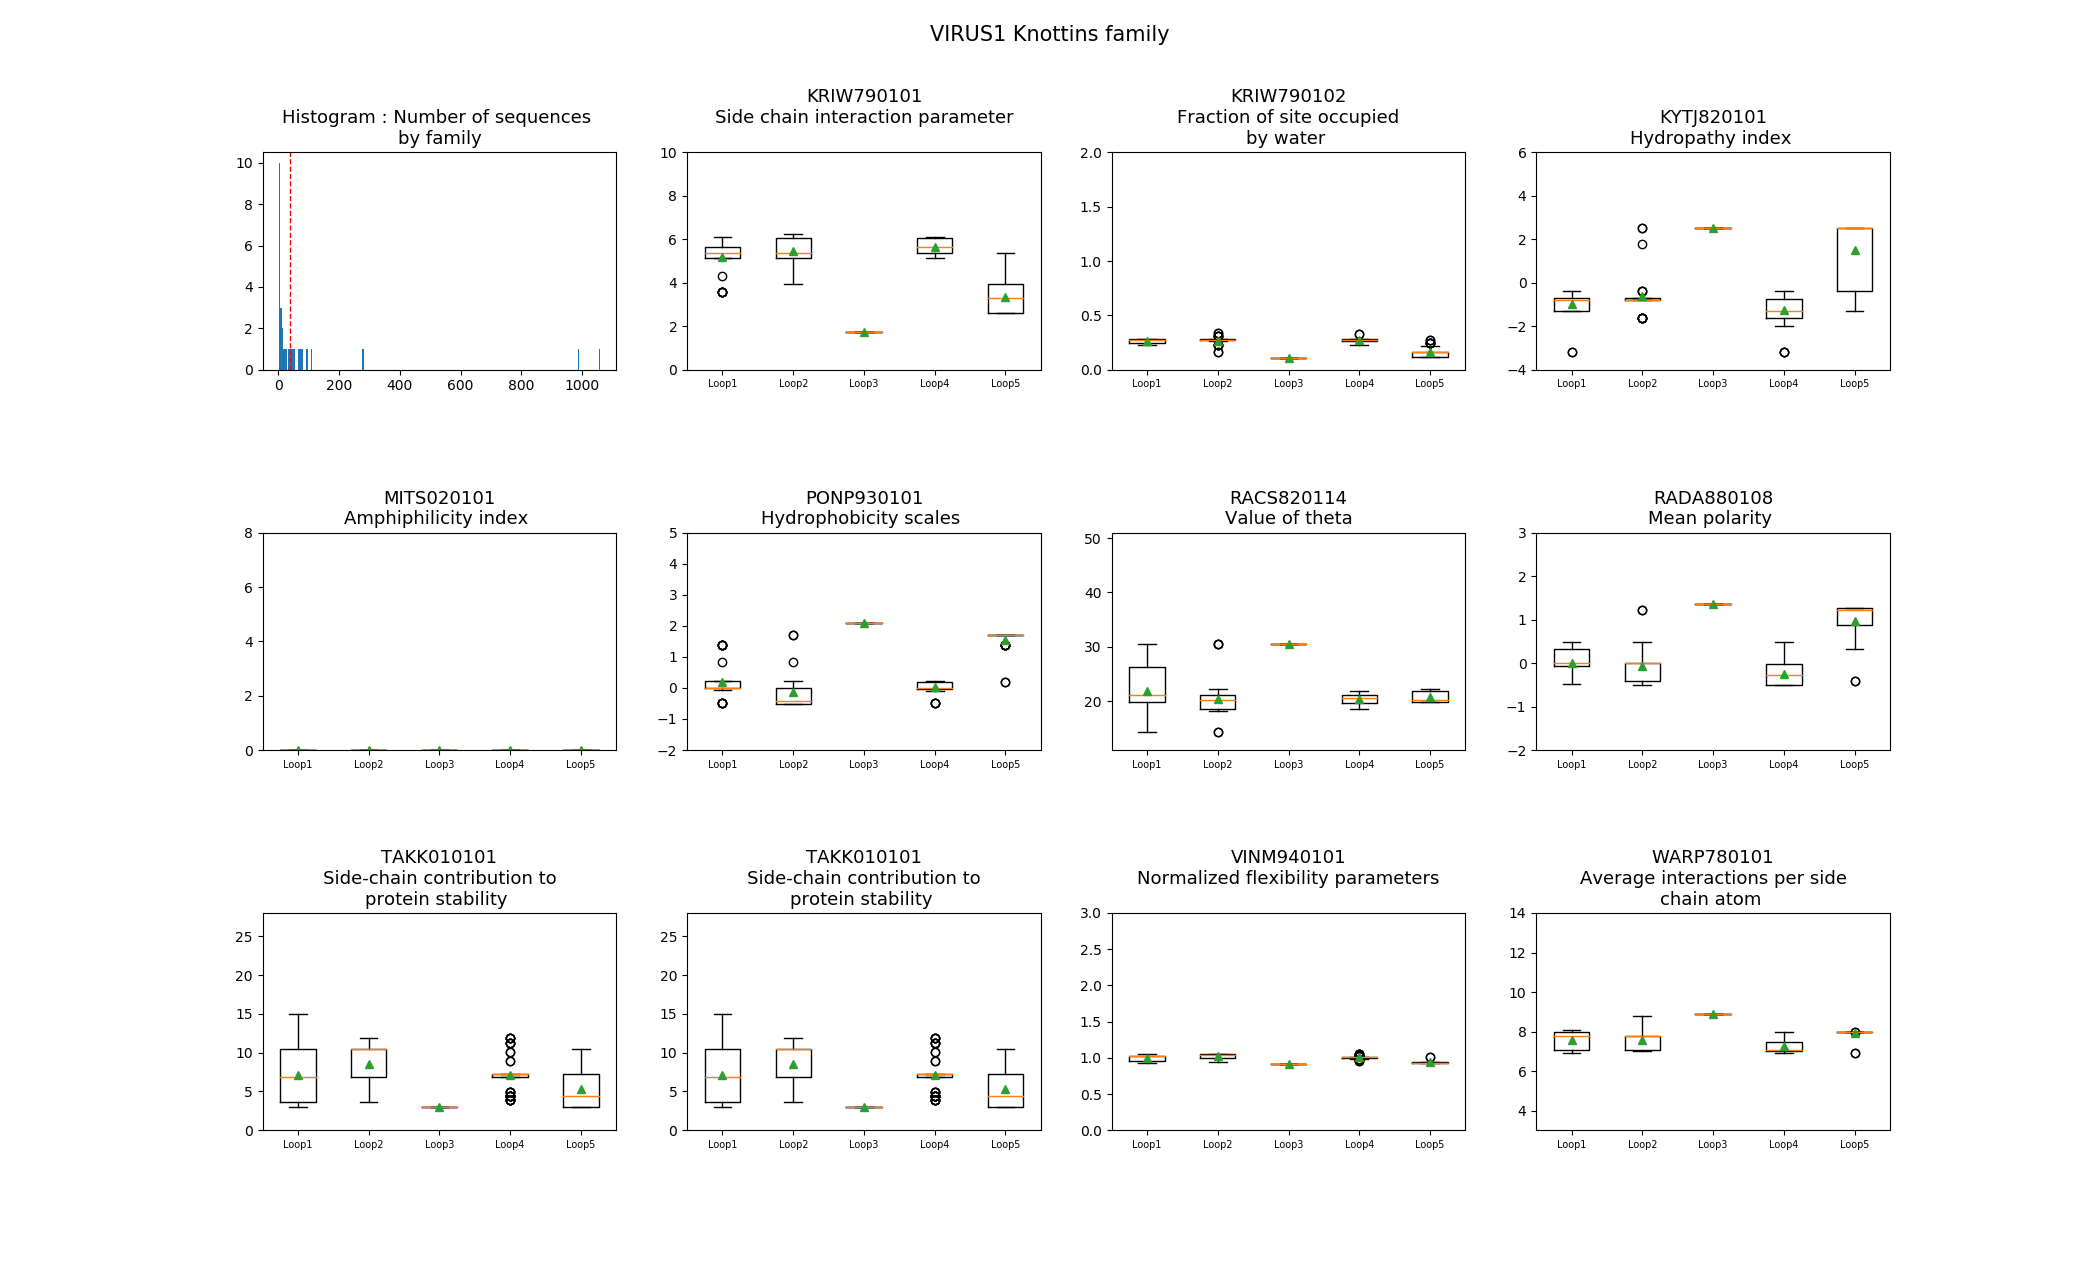 VIRUS1 Knottins family
Histogram : Number of sequences
by family
10
8
6
4
2
0
0 200 400 600 800 1000
KRIW790101
Side chain interaction parameter
10
8
6
4
2
0
Loop1 Loop2 Loop3 Loop4 Loop5
KRIW790102
Fraction of site occupied
by water
2.0
1.5
1.0
0.5
0.0
Loop1 Loop2 Loop3 Loop4 Loop5
KYTJ820101
Hydropathy index
6
4
2
0
−2
−4
Loop1 Loop2 Loop3 Loop4 Loop5
MITS020101
Amphiphilicity index
8
6
4
2
0
Loop1 Loop2 Loop3 Loop4 Loop5
PONP930101
Hydrophobicity scales
5
4
3
2
1
0
−1
−2
Loop1 Loop2 Loop3 Loop4 Loop5
RACS820114
Value of theta
50
40
30
20
Loop1 Loop2 Loop3 Loop4 Loop5
RADA880108
Mean polarity
3
2
1
0
−1
−2
Loop1 Loop2 Loop3 Loop4 Loop5
TAKK010101
Side-chain contribution to
protein stability
25
20
15
10
5
0
Loop1 Loop2 Loop3 Loop4 Loop5
TAKK010101
Side-chain contribution to
protein stability
25
20
15
10
5
0
Loop1 Loop2 Loop3 Loop4 Loop5
VINM940101
Normalized flexibility parameters
3.0
2.5
2.0
1.5
1.0
0.5
0.0
Loop1 Loop2 Loop3 Loop4 Loop5
WARP780101
Average interactions per side
chain atom
14
12
10
8
6
4
Loop1 Loop2 Loop3 Loop4 Loop5